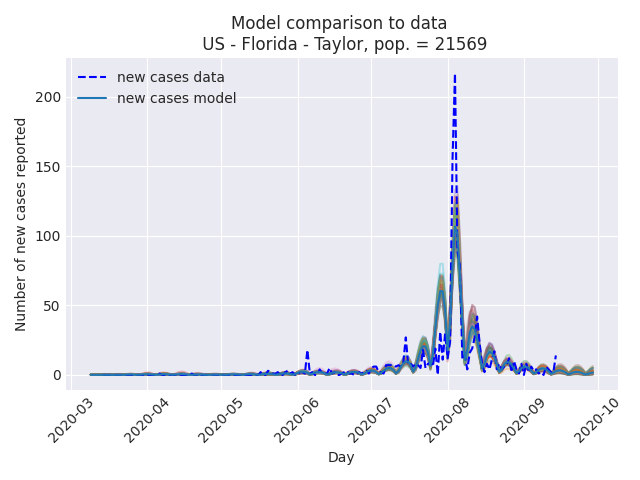 Model comparison to data
US - Florida - Taylor, pop. = 21569
new cases data
new cases model
Number of new cases reported
200
150
100
50
0
2020-03
2020-04
2020-05
2020-06
2020-07
2020-08
2020-09
2020-10
Day